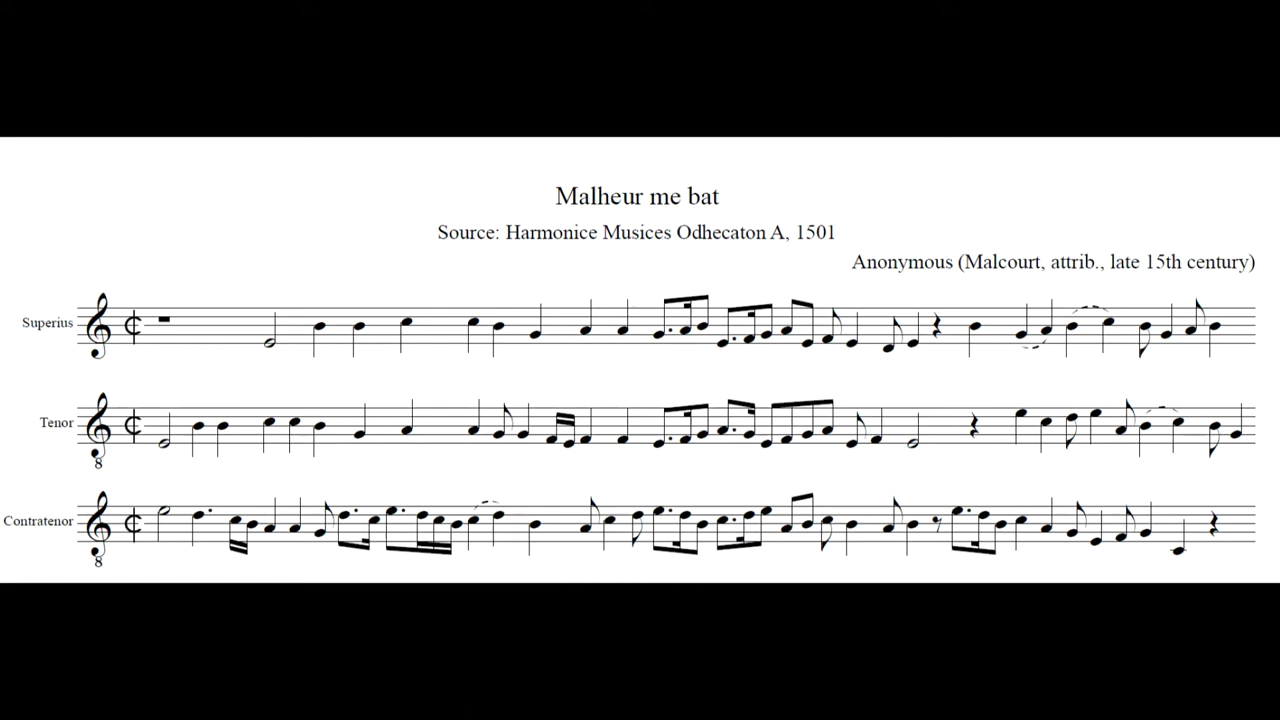 Malheur me bat
Source: Harmonice Musices Odhecaton A, 1501
Anonymous (Malcourt, attrib., late 15th century)
Superius
Tenor
8
Contratenor
8